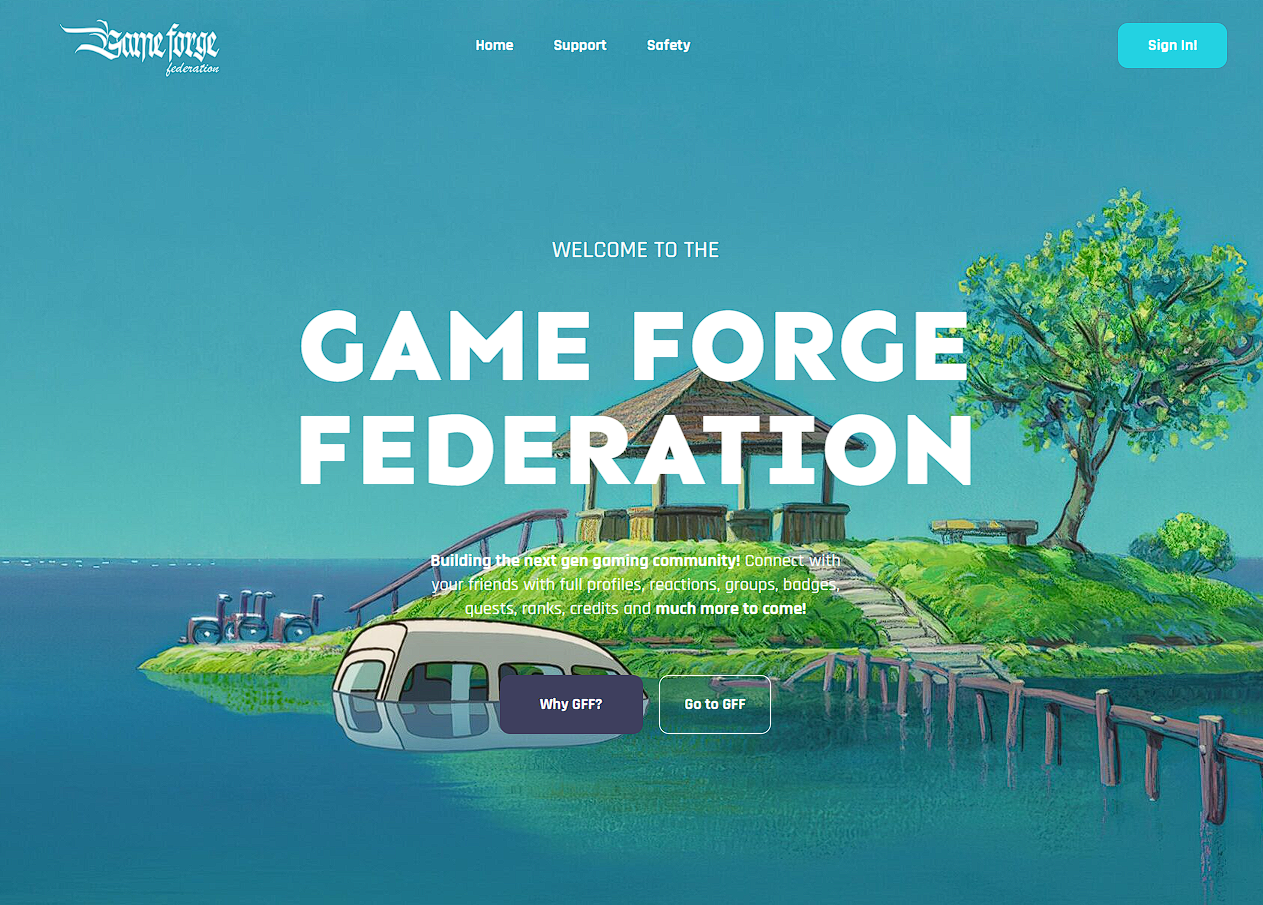 Game forge
federation
Home Support Safety
Sign In!
WELCOME TO THE
GAME FORGE
FEDERATION
Building the next gen gaming community! Connect with
your friends with full profiles, reactions, groups, badges,
quests, ranks, credits and much more to come!
Why GFF? Go to GFF